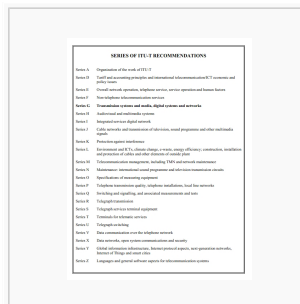 SERIES OF ITU-T RECOMMENDATIONS
Series A Organization of the work of ITU-T
Series D Tariff and accounting principles and international telecommunication/ICT economic and
policy issues
Series E Overall network operation, telephone service, service operation and human factors
Series F Non-telephone telecommunication services
Series G Transmission systems and media, digital systems and networks
Series H Audiovisual and multimedia systems
Series I Integrated services digital network
Series J Cable networks and transmission of television, sound programme and other multimedia
signals
Series K Protection against interference
Series L Environment and ICTs, climate change, e-waste, energy efficiency; construction, installation
and protection of cables and other elements of outside plant
Series M Telecommunication management, including TMN and network maintenance
Series N Maintenance: international sound programme and television transmission circuits
Series O Specifications of measuring equipment
Series P Telephone transmission quality, telephone installations, local line networks
Series Q Switching and signalling, and associated measurements and tests
Series R Telegraph transmission
Series S Telegraph services terminal equipment
Series T Terminals for telematic services
Series U Telegraph switching
Series V Data communication over the telephone network
Series X Data networks, open system communications and security
Series Y Global information infrastructure, Internet protocol aspects, next-generation networks,
Internet of Things and smart cities
Series Z Languages and general software aspects for telecommunication systems